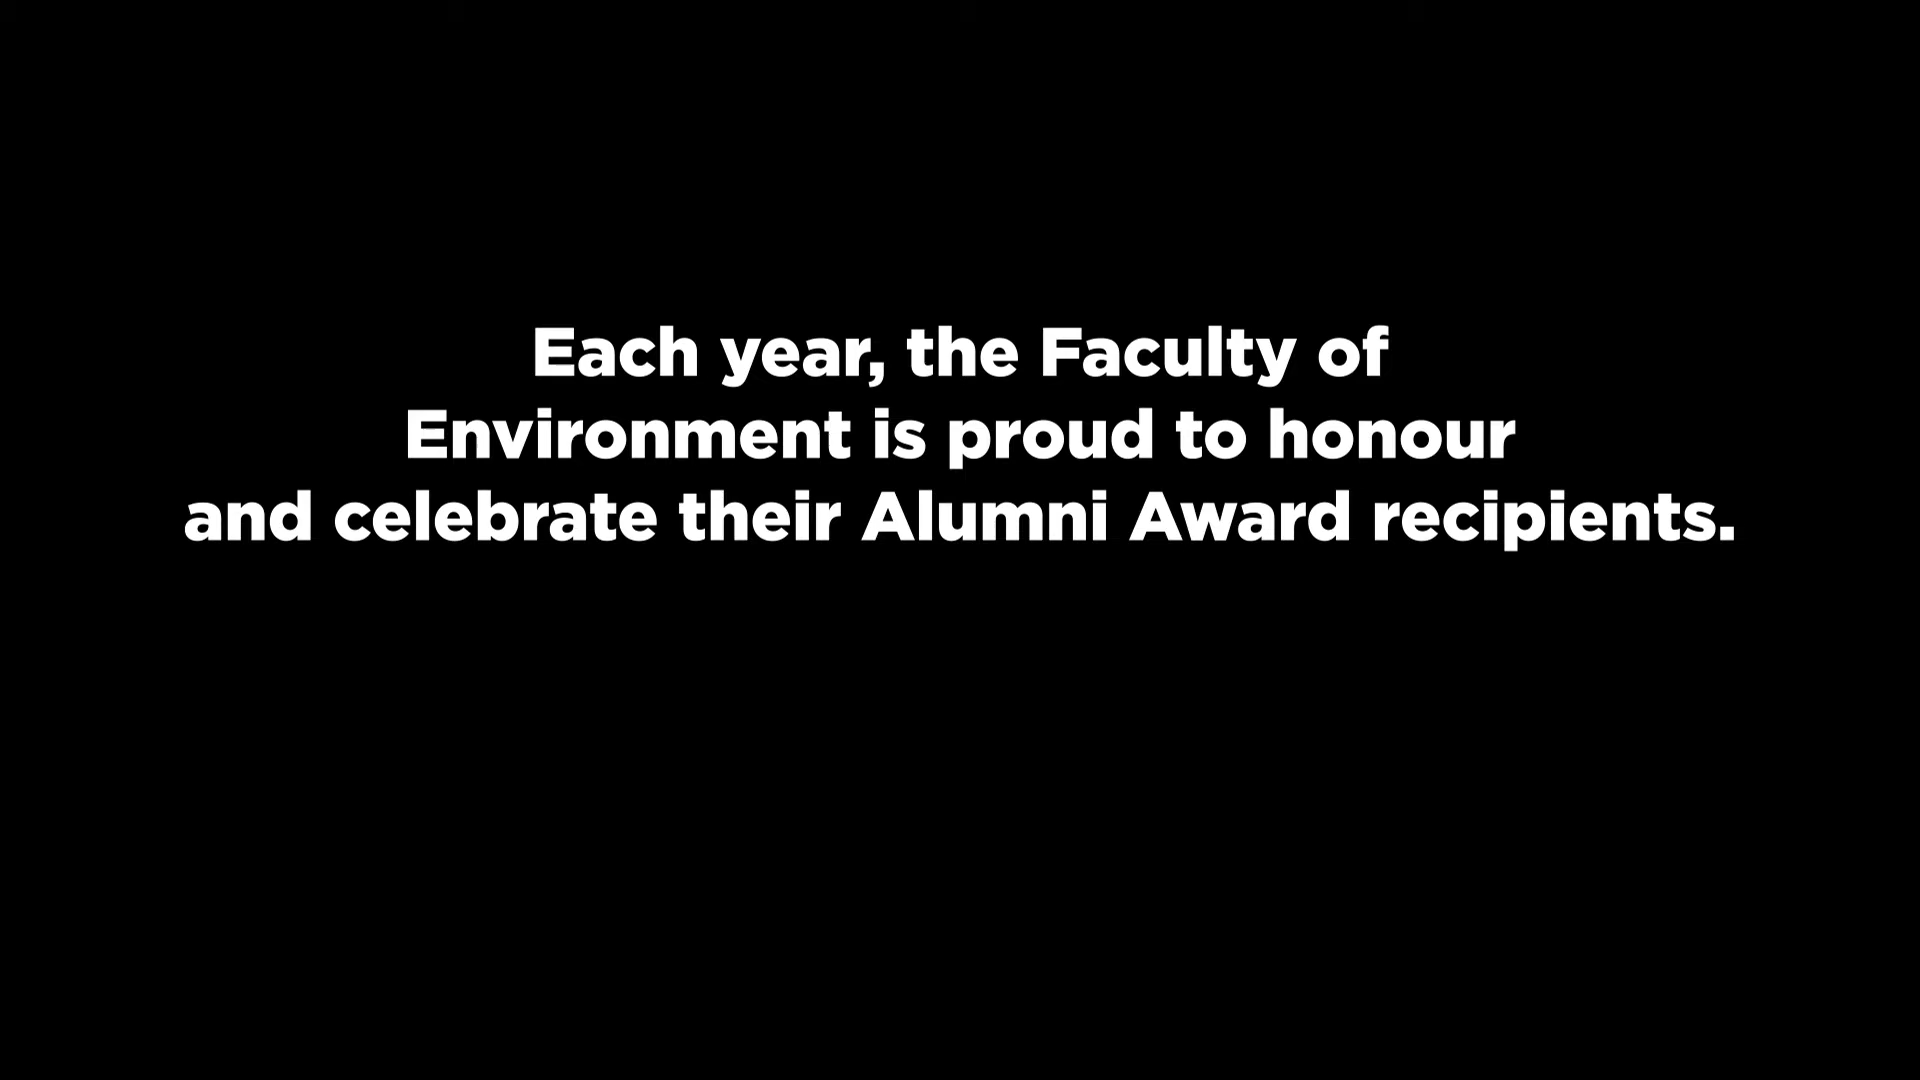 Each year, the Faculty of
Environment is proud to honour
and celebrate their Alumni Award recipients.